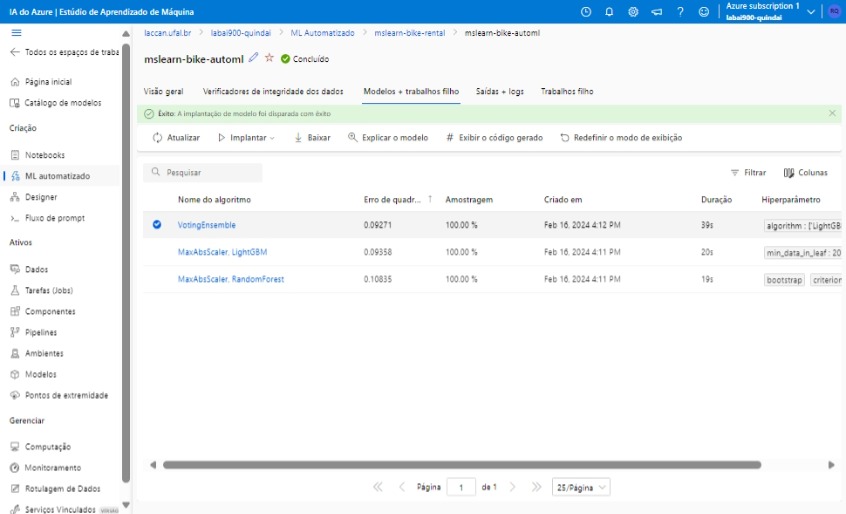 IA do Azure | Estúdio de Aprendizado de Máquina
Azure subscription 1
labai900-quindai
RQ
Todos os espaços de traba
Página inicial
Catálogo de modelos
Criação
Notebooks
ML automatizado
Designer
Fluxo de prompt
Ativos
Dados
Tarefas (Jobs)
Componentes
Pipelines
Ambientes
Modelos
Pontos de extremidade
Gerenciar
Computação
Monitoramento
Rotulagem de Dados
Serviços Vinculados
laccan.ufal.br > labai900-quindai > ML Automatizado > mslearn-bike-rental > mslearn-bike-automl
mslearn-bike-automl Concluído
Visão geral Verificadores de integridade dos dados Modelos + trabalhos filho Saídas + logs Trabalhos filho
Êxito: A implantação de modelo foi disparada com êxito
Atualizar Implantar Baixar Explicar o modelo Exibir o código gerado Redefinir o modo de exibição
Pesquisar Filtrar Colunas
Nome do algoritmo Erro de quadr... Amostragem Criado em Duração Hiperparâmetro
VotingEnsemble 0.09271 100.00 % Feb 16, 2024 4:12 PM 39s algorithm : ['LightGB
MaxAbsScaler, LightGBM 0.09358 100.00 % Feb 16, 2024 4:11 PM 20s min_data_in_leaf : 20
MaxAbsScaler, RandomForest 0.10835 100.00 % Feb 16, 2024 4:11 PM 19s bootstrap criterion
Página 1 de 1 25/Página